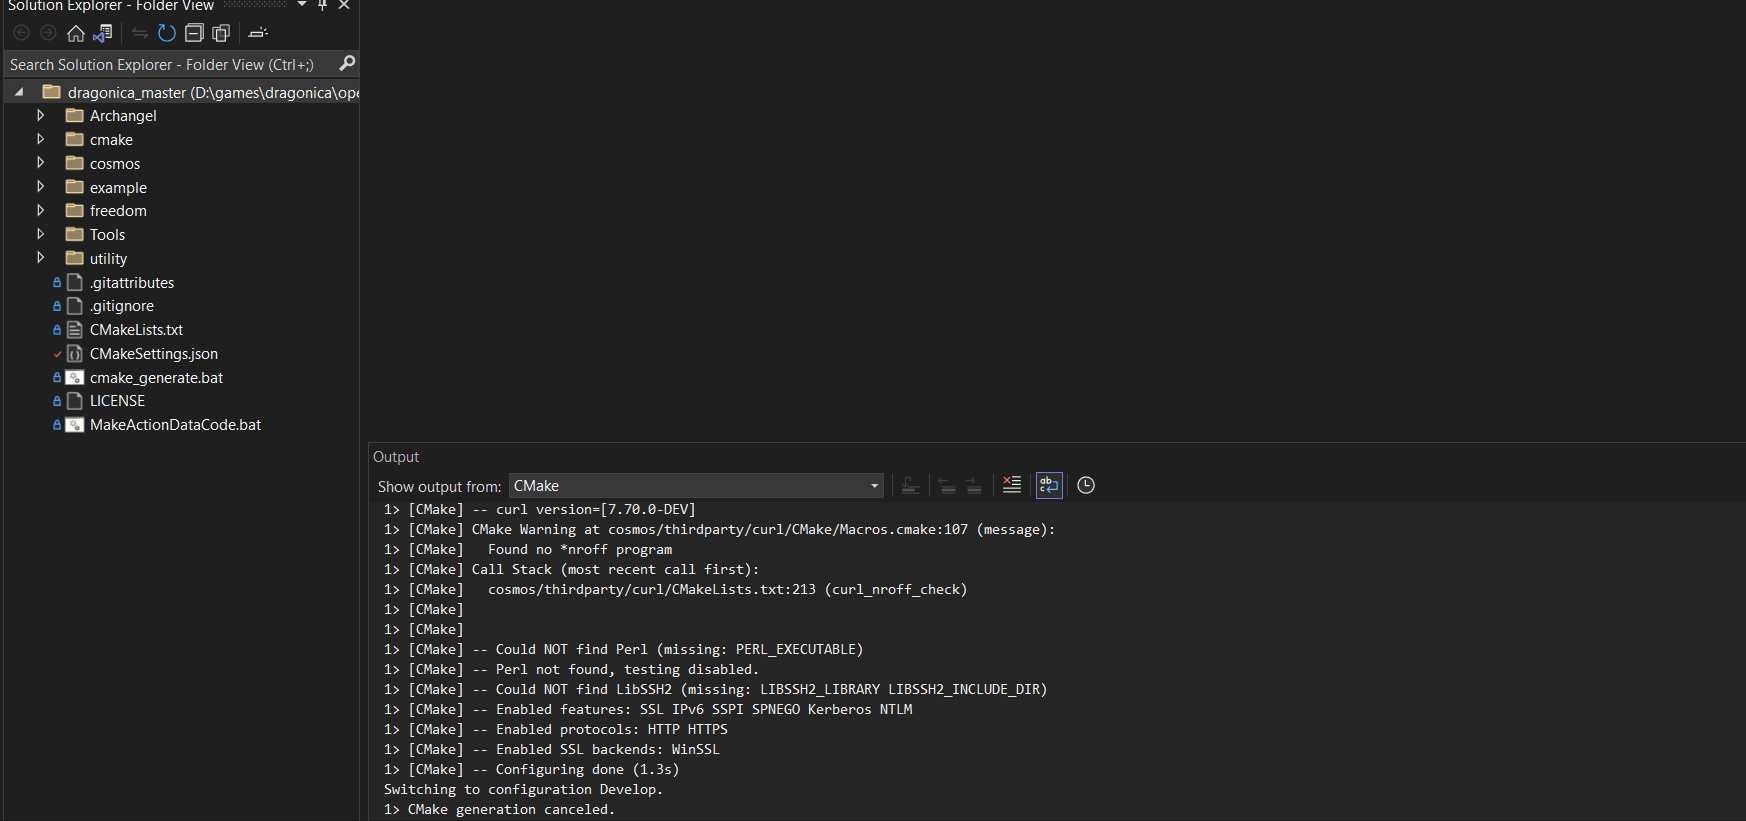 Solution Explorer - Folder View
Search Solution Explorer - Folder View (Ctrl+;)
dragonica_master (D:\games\dragonica\ope
Archangel
cmake
cosmos
example
freedom
Tools
utility
.gitattributes
.gitignore
CMakeLists.txt
CMakeSettings.json
cmake_generate.bat
LICENSE
MakeActionDataCode.bat
Output
Show output from: CMake
1> [CMake] -- curl version=[7.70.0-DEV]
1> [CMake] CMake Warning at cosmos/thirdparty/curl/CMake/Macros.cmake:107 (message):
1> [CMake]   Found no *nroff program
1> [CMake] Call Stack (most recent call first):
1> [CMake]   cosmos/thirdparty/curl/CMakeLists.txt:213 (curl_nroff_check)
1> [CMake]
1> [CMake]
1> [CMake] -- Could NOT find Perl (missing: PERL_EXECUTABLE)
1> [CMake] -- Perl not found, testing disabled.
1> [CMake] -- Could NOT find LibSSH2 (missing: LIBSSH2_LIBRARY LIBSSH2_INCLUDE_DIR)
1> [CMake] -- Enabled features: SSL IPv6 SSPI SPNEGO Kerberos NTLM
1> [CMake] -- Enabled protocols: HTTP HTTPS
1> [CMake] -- Enabled SSL backends: WinSSL
1> [CMake] -- Configuring done (1.3s)
Switching to configuration Develop.
1> CMake generation canceled.